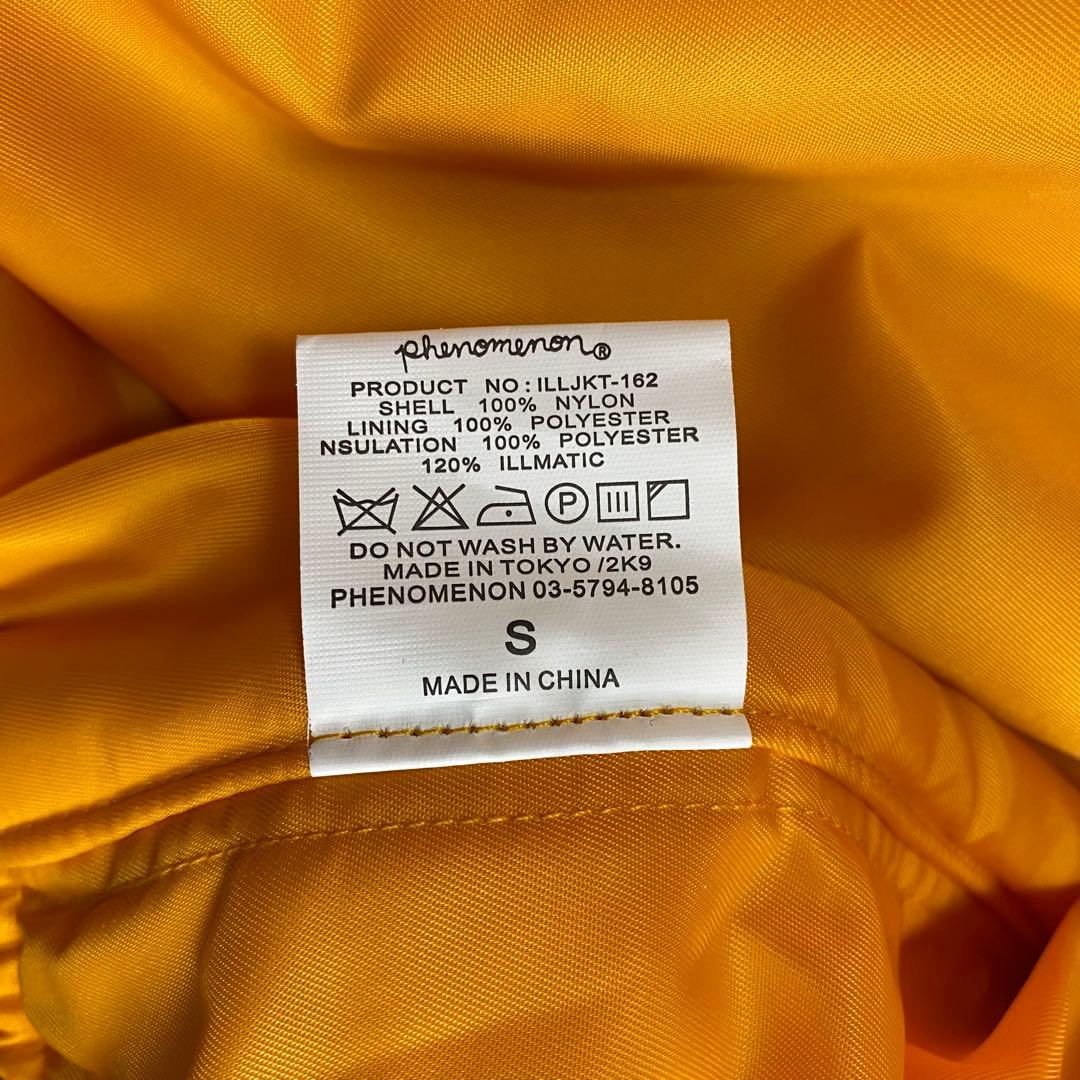 phenomenon®
PRODUCT NO : ILLJKT-162
SHELL 100% NYLON
LINING 100% POLYESTER
NSULATION 100% POLYESTER
120% ILLMATIC
P
DO NOT WASH BY WATER.
MADE IN TOKYO /2K9
PHENOMENON 03-5794-8105
S
MADE IN CHINA